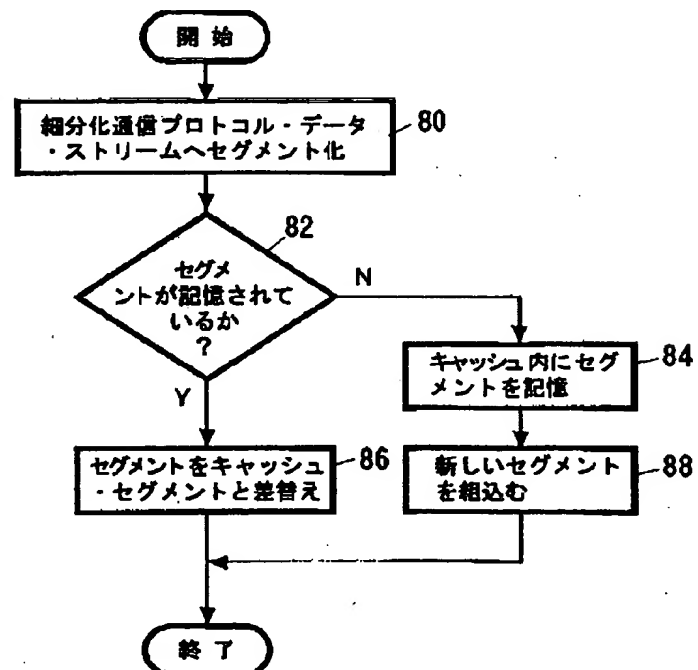 開始
細分化通信プロトコル・データ
・ストリームへセグメント化
80
82
セグメ
ントが記憶されて
いるか
?
N
Y
キャッシュ内にセグ
メントを記憶
84
セグメントをキャッシュ
・セグメントと差替え
86
新しいセグメント
を組込む
88
終了